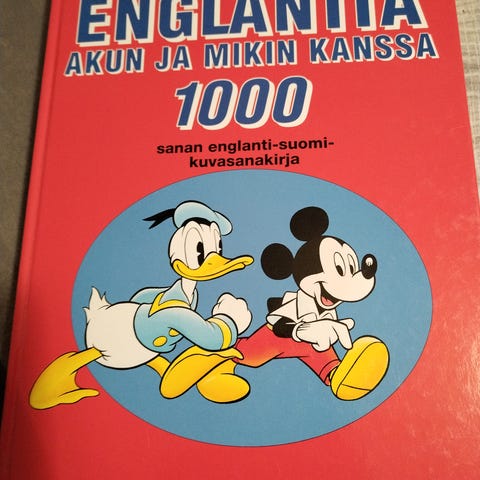 ENGLANTIA
AKUN JA MIKIN KANSSA
1000
sanan englanti-suomi-
kuvasanakirja